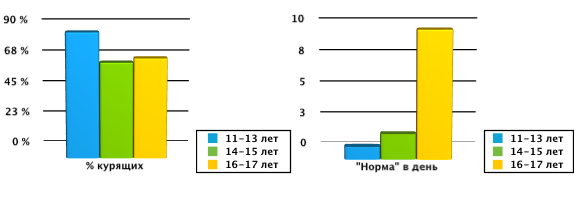 90 %
68 %
45 %
23 %
0 %
% курящих
11-13 лет
14-15 лет
16-17 лет
10
8
5
3
0
"Норма" в день
11-13 лет
14-15 лет
16-17 лет